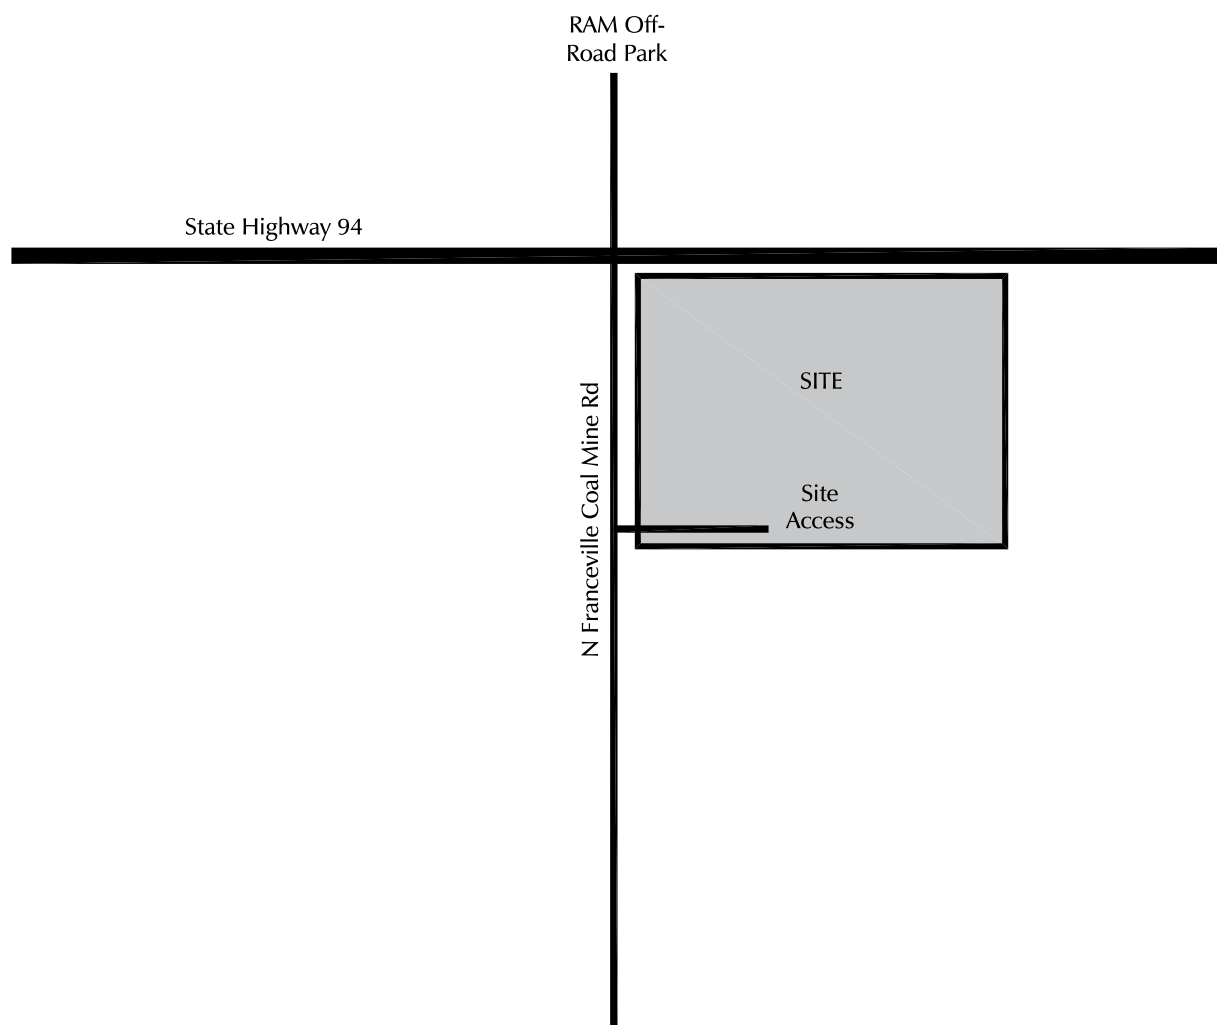 RAM Off-
Road Park
State Highway 94
SITE
N Franceville Coal Mine Rd
Site
Access